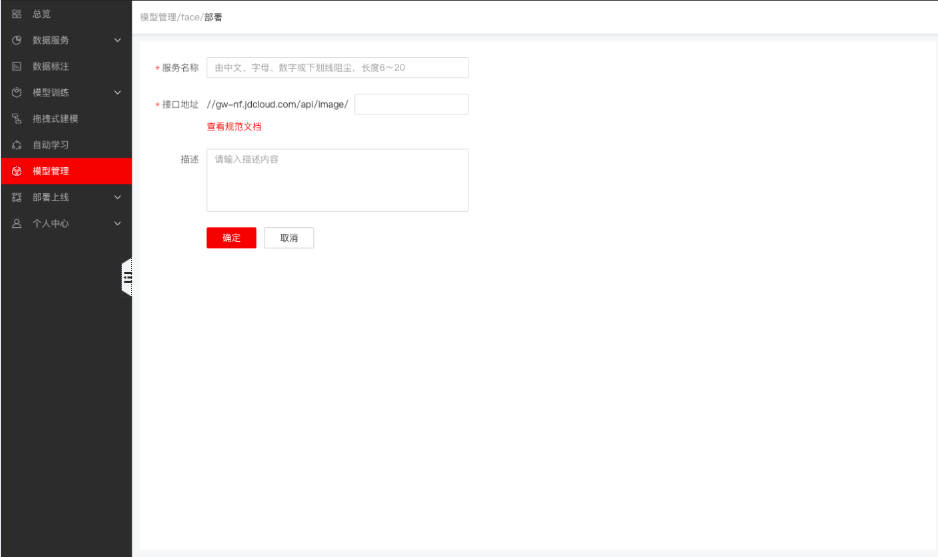 总览
数据服务
数据标注
模型训练
拖拽式建模
自动学习
模型管理
部署上线
个人中心
模型管理/face/部署
* 服务名称 由中文、字母、数字或下划线阻尘，长度6~20
* 接口地址 //gw-nf.jdcloud.com/api/image/
查看规范文档
描述 请输入描述内容
确定 取消